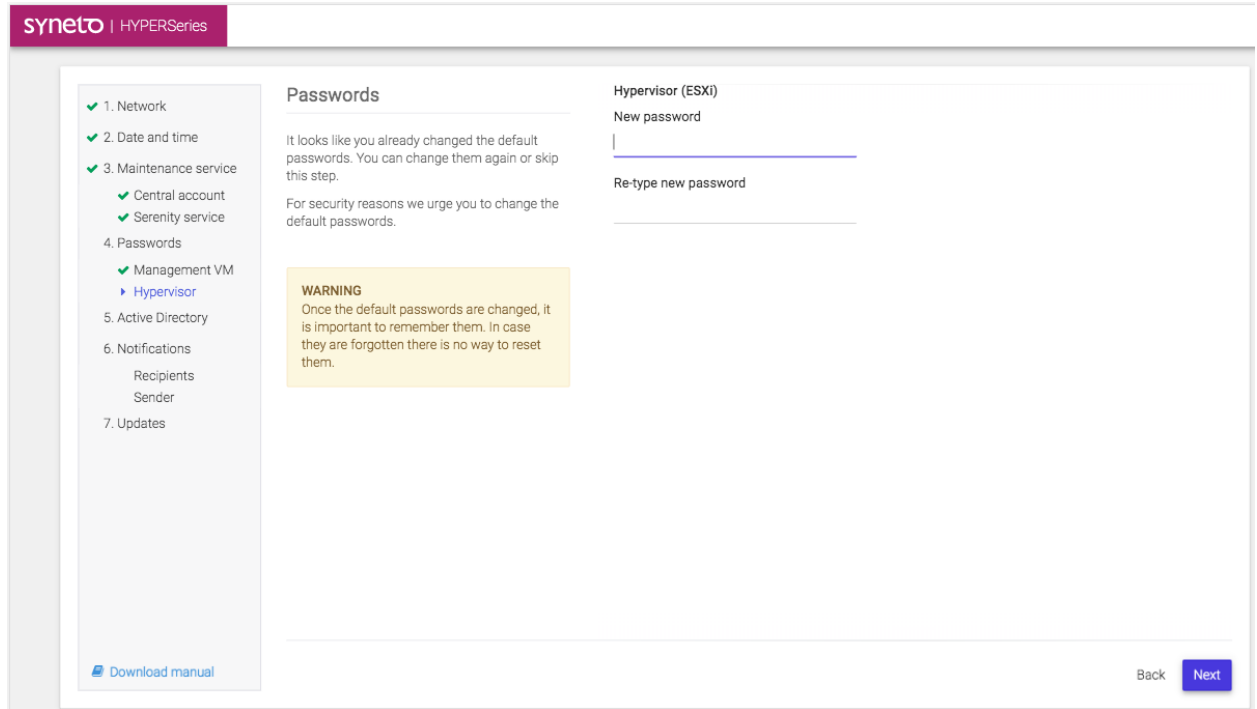 syneto | HYPERSeries
1. Network
2. Date and time
3. Maintenance service
Central account
Serenity service
4. Passwords
Management VM
Hypervisor
5. Active Directory
6. Notifications
Recipients
Sender
7. Updates
Download manual
Passwords
It looks like you already changed the default
passwords. You can change them again or skip
this step.
For security reasons we urge you to change the
default passwords.
WARNING
Once the default passwords are changed, it
is important to remember them. In case
they are forgotten there is no way to reset
them.
Hypervisor (ESXi)
New password
Re-type new password
Back
Next